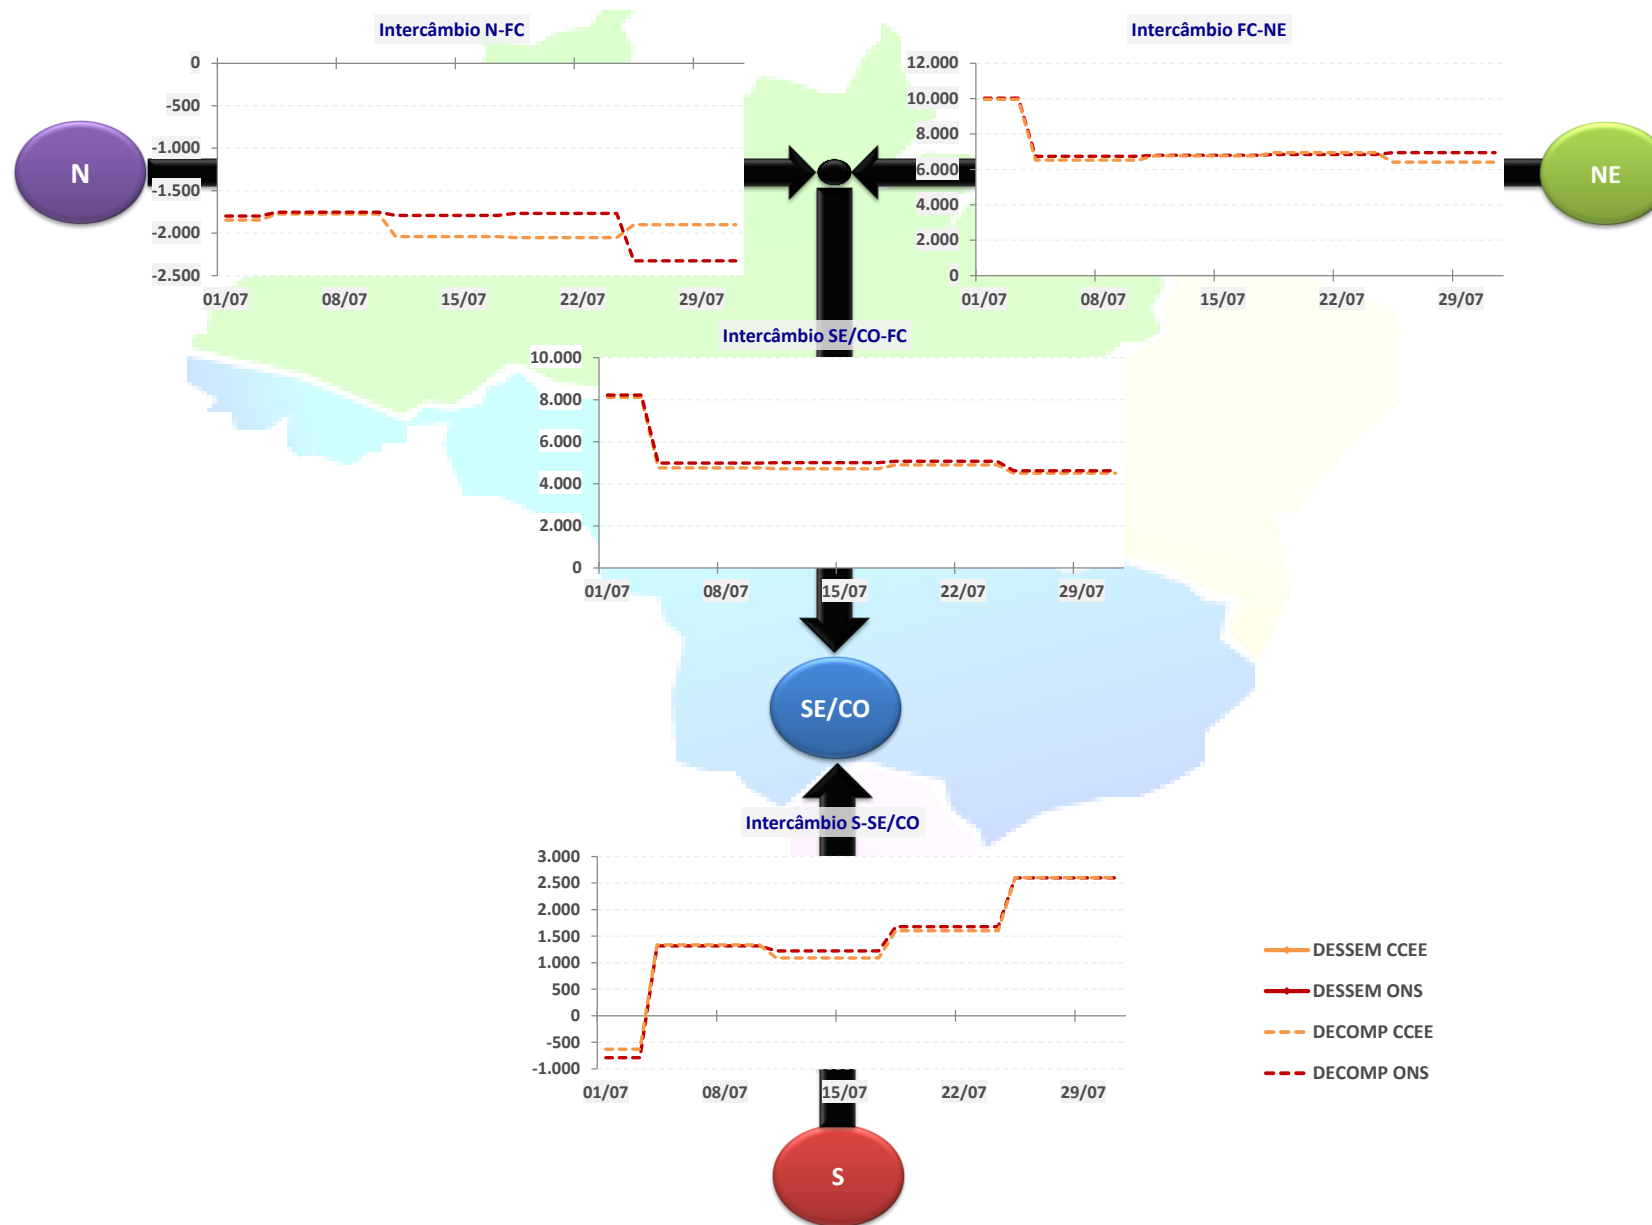 Intercâmbio N-FC
0
-500
-1.000
-1.500
-2.000
-2.500
01/07 08/07 15/07 22/07 29/07
Intercâmbio FC-NE
12.000
10.000
8.000
6.000
4.000
2.000
0
01/07 08/07 15/07 22/07 29/07
N
NE
Intercâmbio SE/CO-FC
10.000
8.000
6.000
4.000
2.000
0
01/07 08/07 15/07 22/07 29/07
SE/CO
Intercâmbio S-SE/CO
3.000
2.500
2.000
1.500
1.000
500
0
-500
-1.000
01/07 08/07 15/07 22/07 29/07
DESSEM CCEE
DESSEM ONS
DECOMP CCEE
DECOMP ONS
S